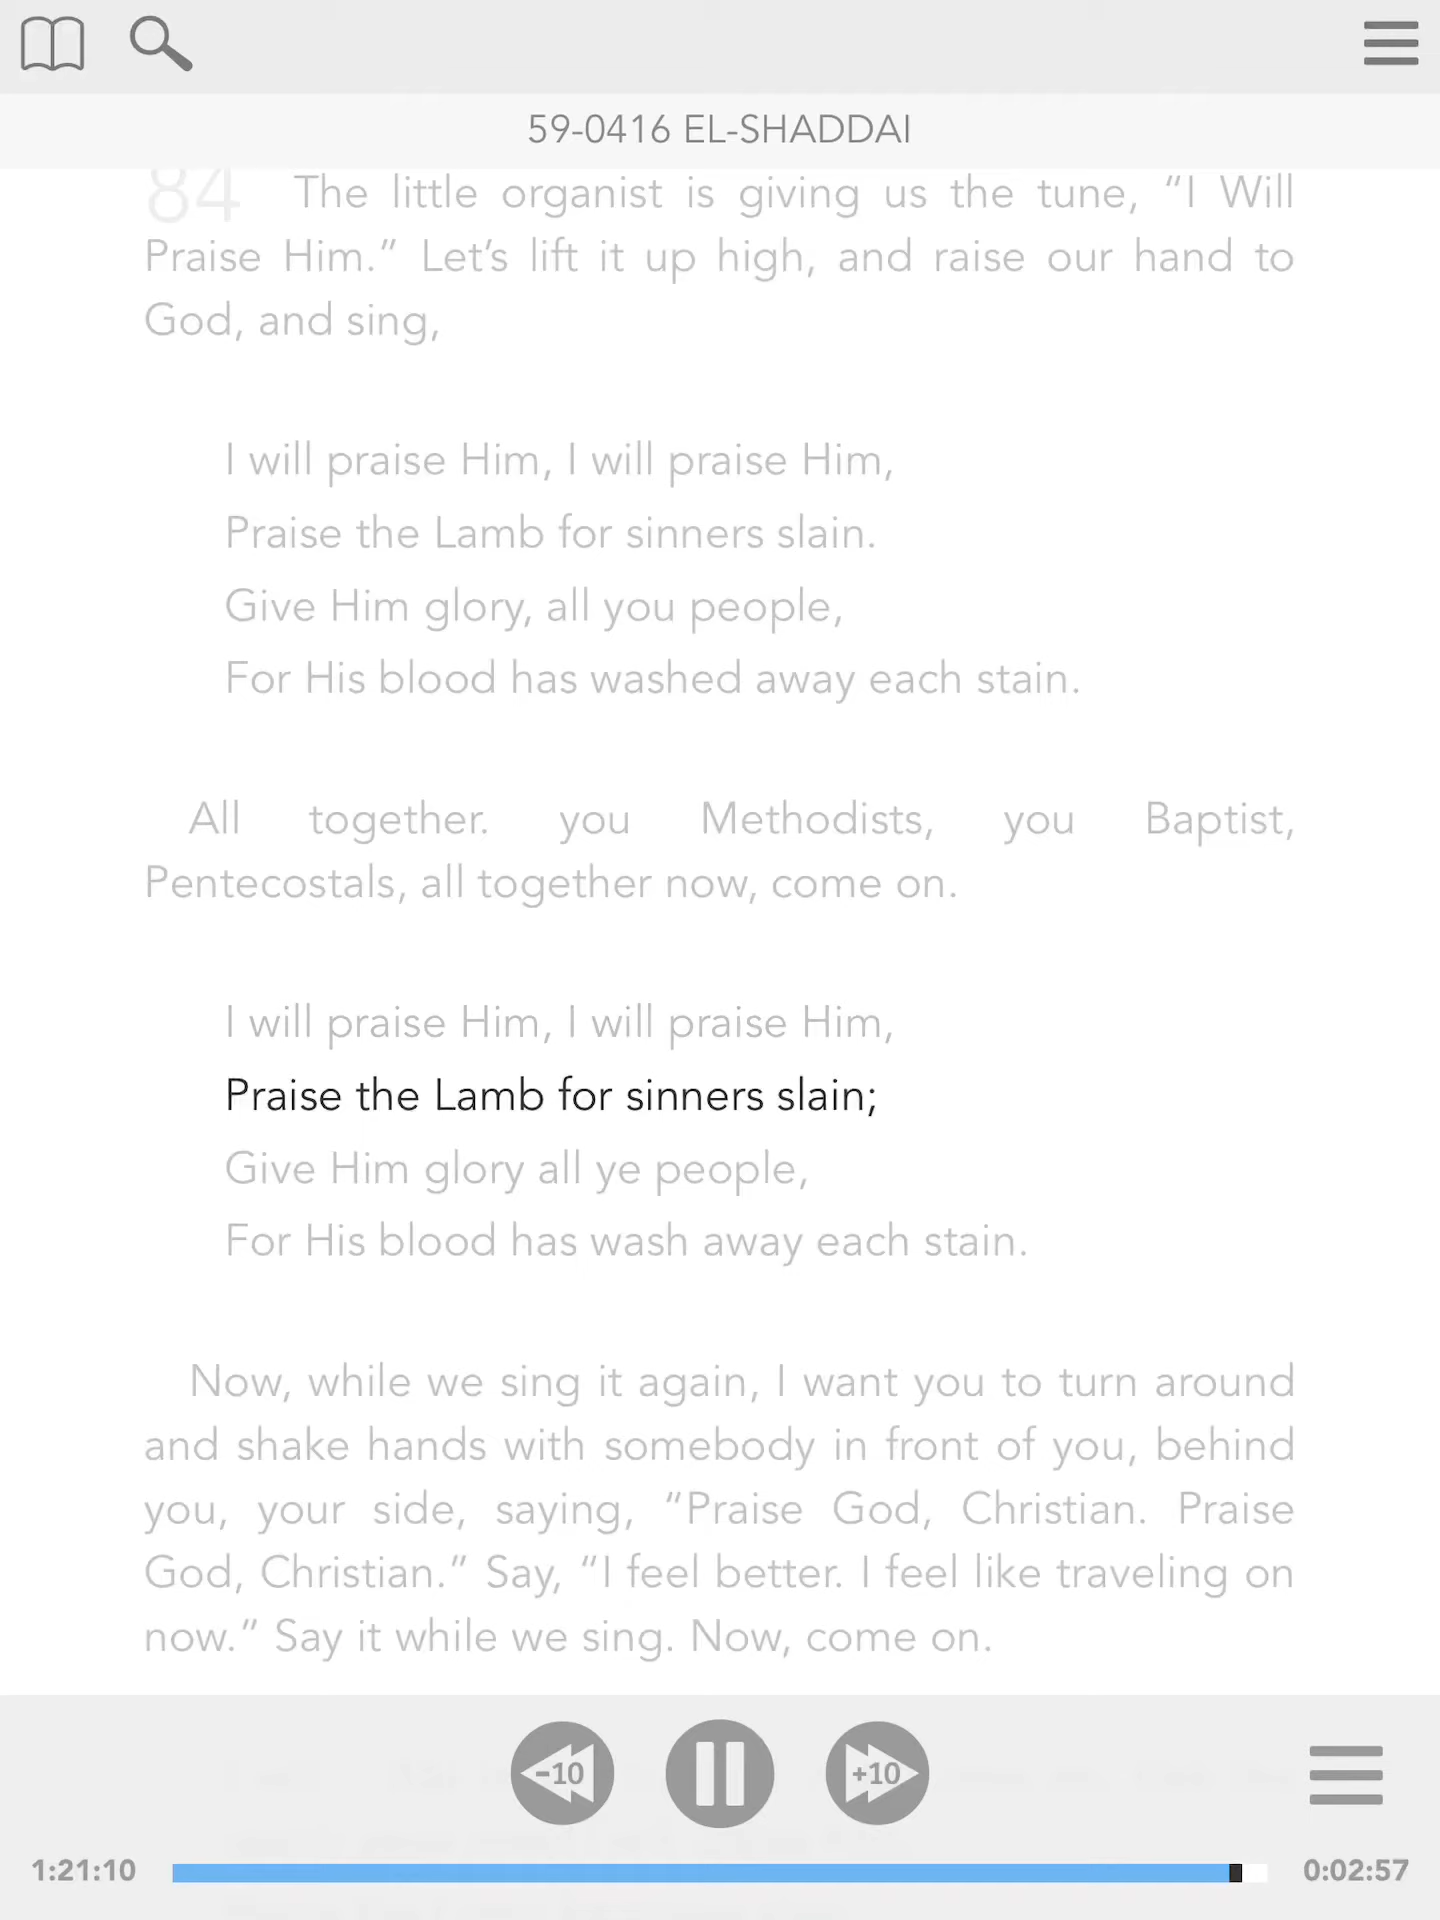 59-0416 EL-SHADDAI
84 The little organist is giving us the tune, “I Will
Praise Him.” Let’s lift it up high, and raise our hand to
God, and sing,
I will praise Him, I will praise Him,
Praise the Lamb for sinners slain.
Give Him glory, all you people,
For His blood has washed away each stain.
All together. you Methodists, you Baptist,
Pentecostals, all together now, come on.
I will praise Him, I will praise Him,
Praise the Lamb for sinners slain;
Give Him glory all ye people,
For His blood has wash away each stain.
Now, while we sing it again, I want you to turn around
and shake hands with somebody in front of you, behind
you, your side, saying, “Praise God, Christian. Praise
God, Christian.” Say, “I feel better. I feel like traveling on
now.” Say it while we sing. Now, come on.
-10 +10
1:21:10 0:02:57